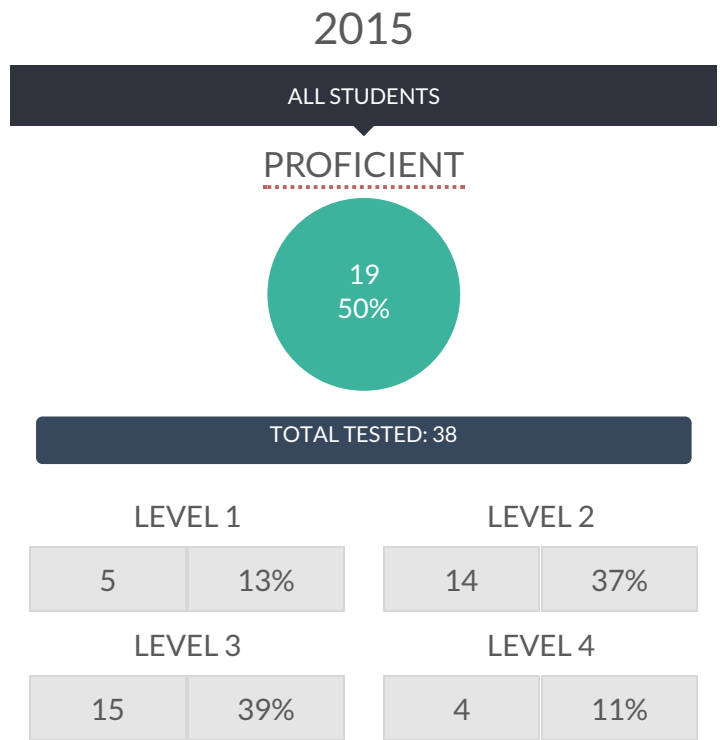 2015
ALL STUDENTS
PROFICIENT
19
50%
TOTAL TESTED: 38
LEVEL 1
LEVEL 2
5
13%
14
37%
LEVEL 3
LEVEL 4
15
39%
4
11%